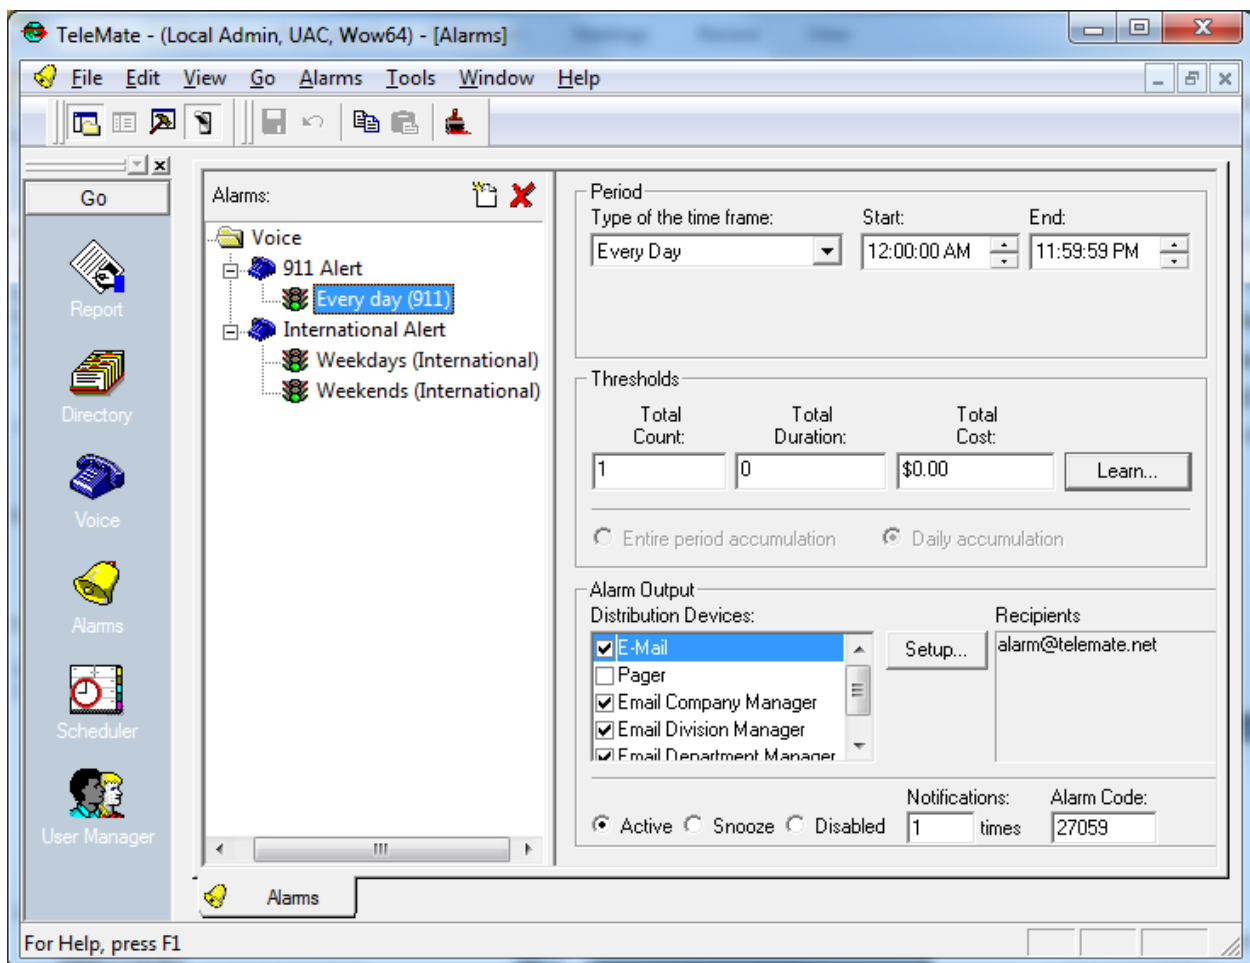 TeleMate - (Local Admin, UAC, Wow64) - [Alarms]
File Edit View Go Alarms Tools Window Help
Go
Report
Directory
Voice
Alarms
Scheduler
User Manager
Alarms:
Voice
911 Alert
Every day (911)
International Alert
Weekdays (International)
Weekends (International)
Period
Type of the time frame: Start: End:
Every Day 12:00:00 AM 11:59:59 PM
Thresholds
Total Count: Total Duration: Total Cost:
1 0 $0.00 Learn...
Entire period accumulation Daily accumulation
Alarm Output
Distribution Devices: Recipients
E-Mail Setup... alarm@telemate.net
Pager
Email Company Manager
Email Division Manager
Email Department Manager
Notifications: Alarm Code:
Active Snooze Disabled 1 times 27059
Alarms
For Help, press F1